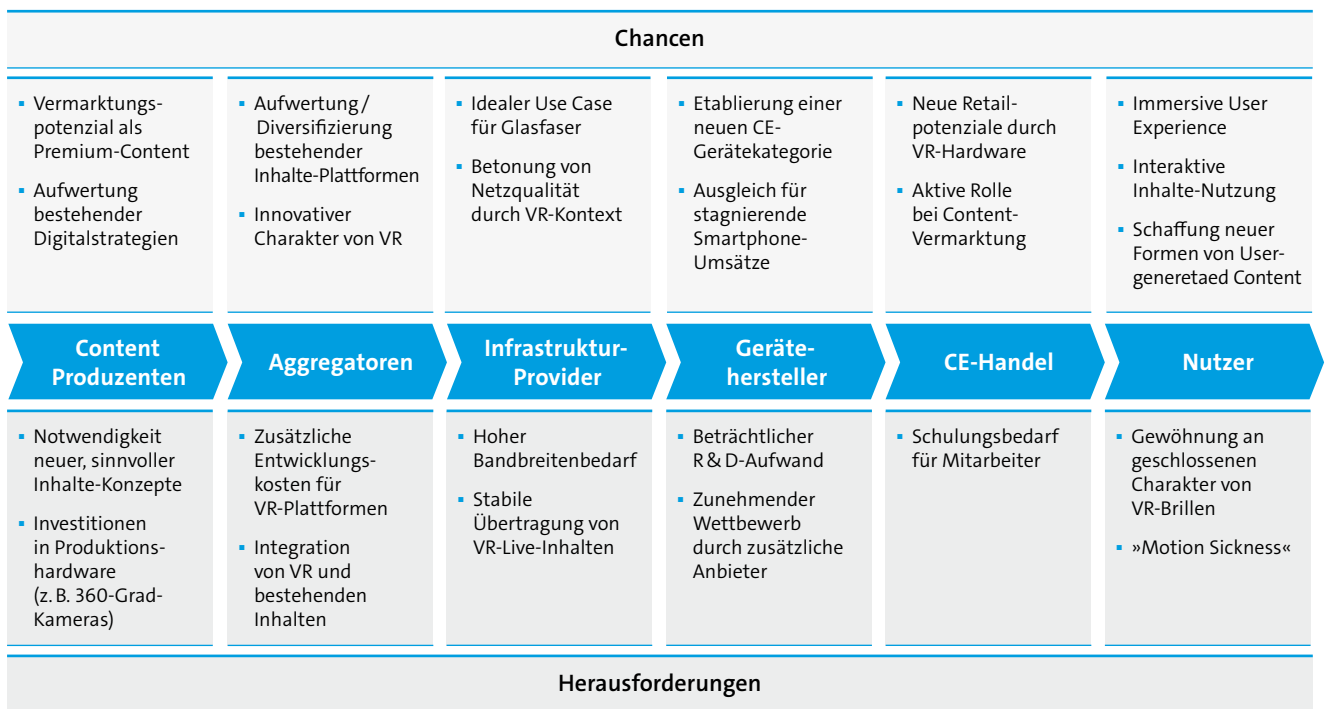 Chancen
▪ Vermarktungs-
potenzial als
Premium-Content
▪ Aufwertung
bestehender
Digitalstrategien
▪ Aufwertung /
Diversifizierung
bestehender
Inhalte-Plattformen
▪ Innovativer
Charakter von VR
▪ Idealer Use Case
für Glasfaser
▪ Betonung von
Netzqualität
durch VR-Kontext
▪ Etablierung einer
neuen CE-
Gerätekategorie
▪ Ausgleich für
stagnierende
Smartphone-
Umsätze
▪ Neue Retail-
potenziale durch
VR-Hardware
▪ Aktive Rolle
bei Content-
Vermarktung
▪ Immersive User
Experience
▪ Interaktive
Inhalte-Nutzung
▪ Schaffung neuer
Formen von User-
generetaed Content
Content
Produzenten
Aggregatoren
Infrastruktur-
Provider
Geräte-
hersteller
CE-Handel
Nutzer
▪ Notwendigkeit
neuer, sinnvoller
Inhalte-Konzepte
▪ Investitionen
in Produktions-
hardware
(z. B. 360-Grad-
Kameras)
▪ Zusätzliche
Entwicklungs-
kosten für
VR-Plattformen
▪ Integration
von VR und
bestehenden
Inhalten
▪ Hoher
Bandbreitenbedarf
▪ Stabile
Übertragung von
VR-Live-Inhalten
▪ Beträchtlicher
R & D-Aufwand
▪ Zunehmender
Wettbewerb
durch zusätzliche
Anbieter
▪ Schulungsbedarf
für Mitarbeiter
▪ Gewöhnung an
geschlossenen
Charakter von
VR-Brillen
▪ »Motion Sickness«
Herausforderungen